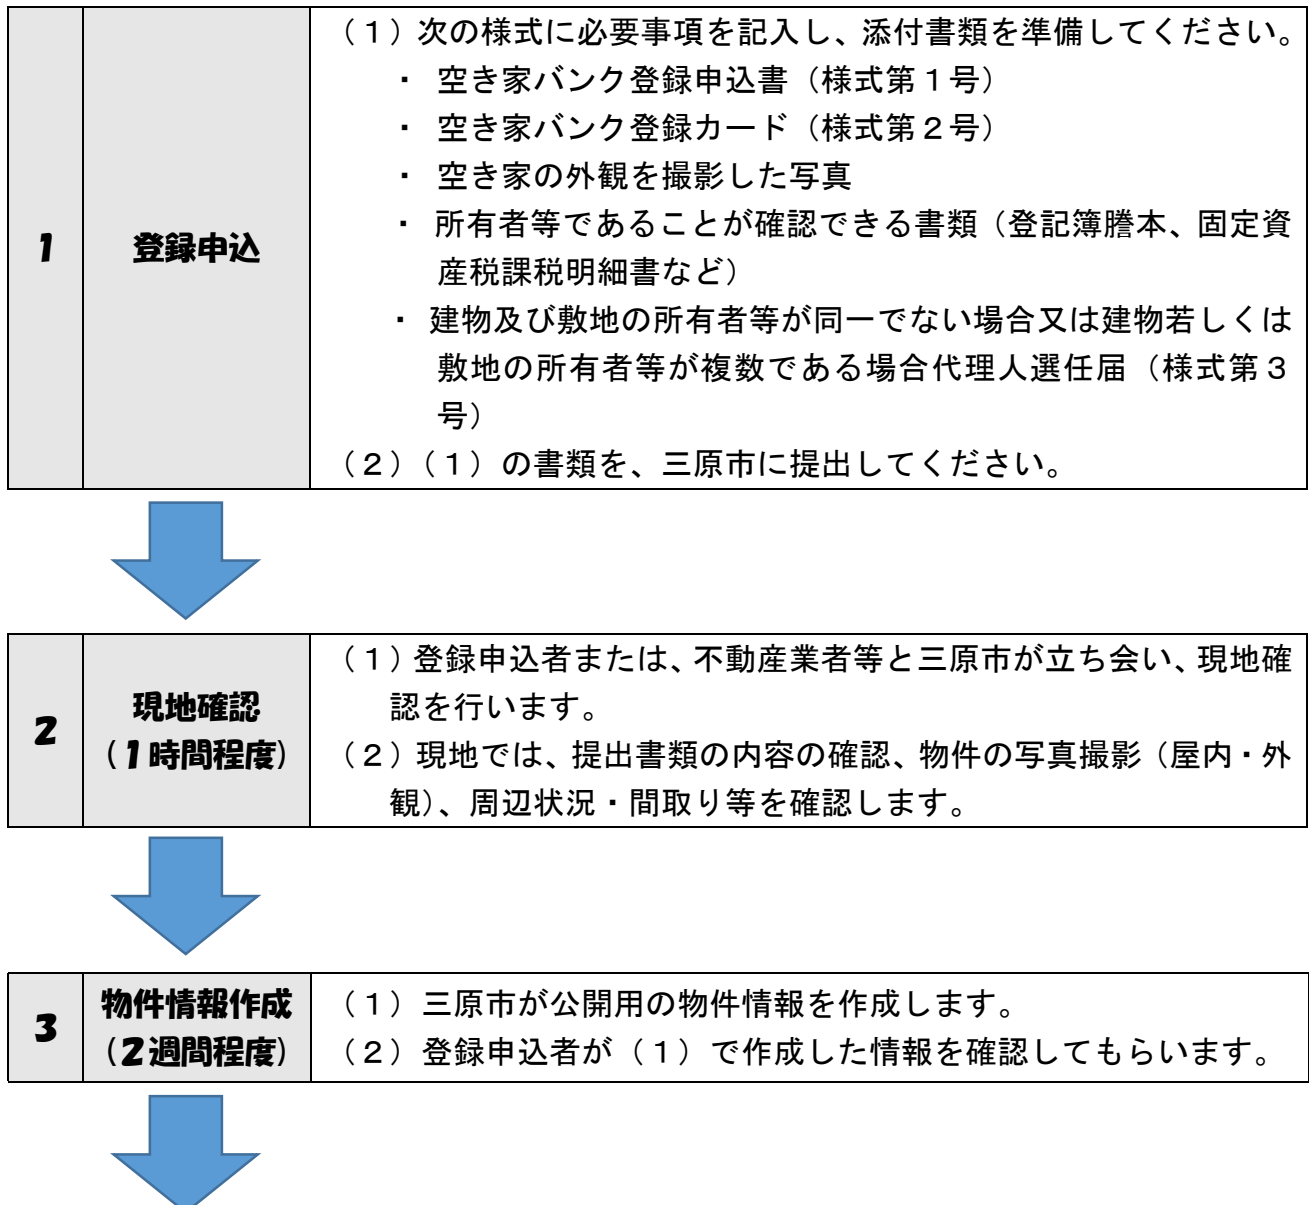 1
登録申込
（１）次の様式に必要事項を記入し、添付書類を準備してください。
・ 空き家バンク登録申込書（様式第１号）
・ 空き家バンク登録カード（様式第２号）
・ 空き家の外観を撮影した写真
・ 所有者等であることが確認できる書類（登記簿謄本、固定資
産税課税明細書など）
・ 建物及び敷地の所有者等が同一でない場合又は建物若しくは
敷地の所有者等が複数である場合代理人選任届（様式第３
号）
（２）（１）の書類を、三原市に提出してください。
2
現地確認
（1時間程度）
（１）登録申込者または、不動産業者等と三原市が立ち会い、現地確
認を行います。
（２）現地では、提出書類の内容の確認、物件の写真撮影（屋内・外
観）、周辺状況・間取り等を確認します。
3
物件情報作成
（2週間程度）
（１）三原市が公開用の物件情報を作成します。
（２）登録申込者が（１）で作成した情報を確認してもらいます。